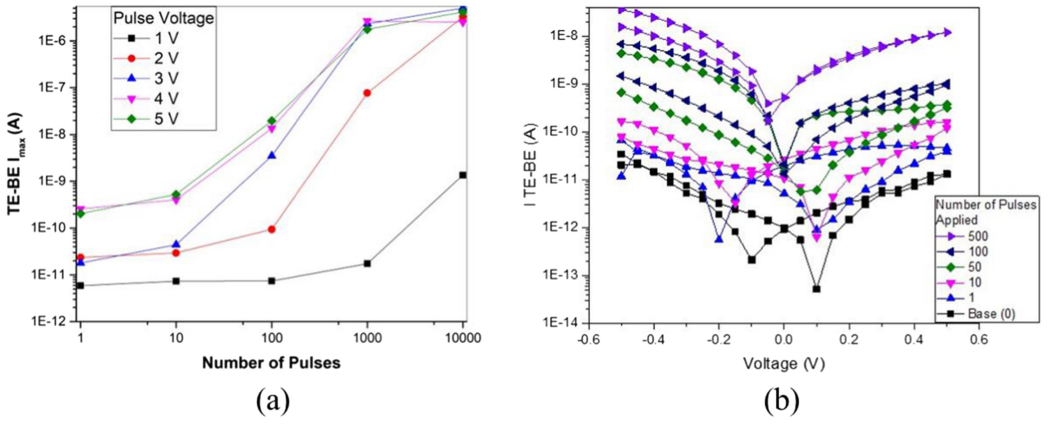 Pulse Voltage
1 V
2 V
3 V
4 V
5 V
1E-6
1E-7
1E-8
1E-9
1E-10
1E-11
1E-12
TE-BE Imax (A)
1 10 100 1000 10000
Number of Pulses
(a)
1E-8
1E-9
1E-10
1E-11
1E-12
1E-13
1E-14
I TE-BE (A)
Number of Pulses
Applied
500
100
50
10
1
Base (0)
-0.6 -0.4 -0.2 0.0 0.2 0.4 0.6
Voltage (V)
(b)